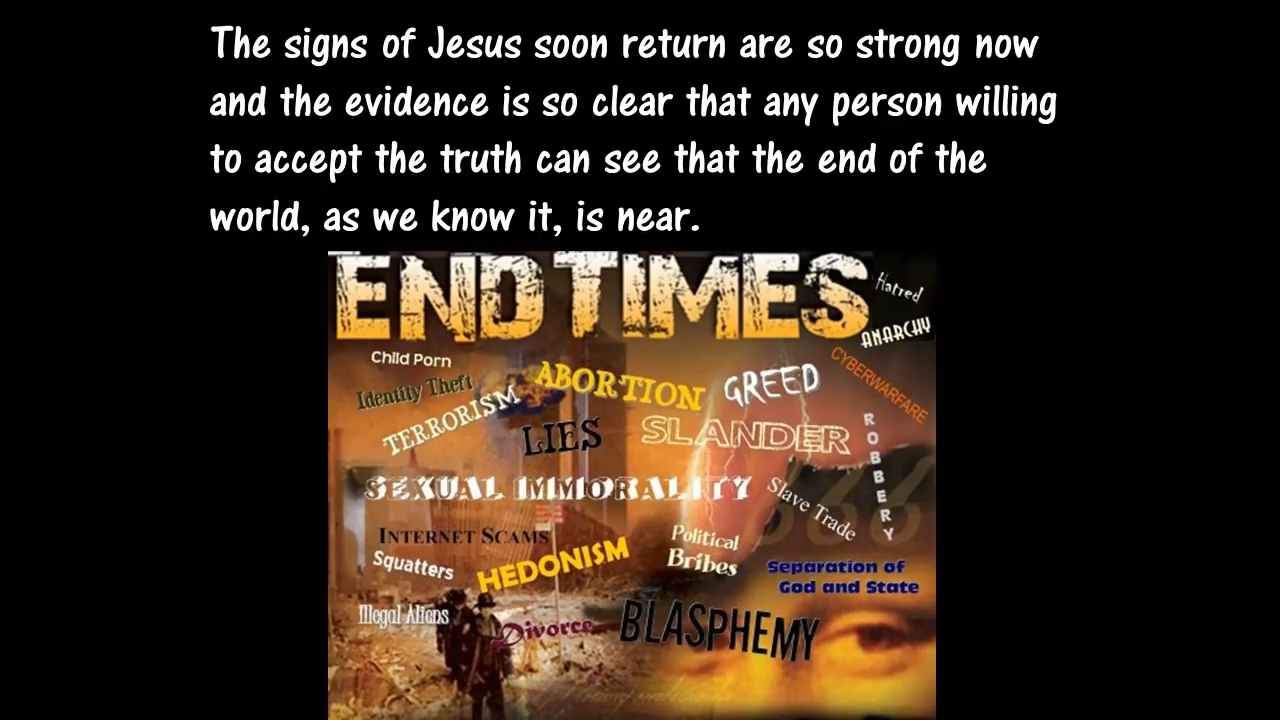 The signs of Jesus soon return are so strong now
and the evidence is so clear that any person willing
to accept the truth can see that the end of the
world, as we know it, is near.
END TIMES
Hatred
ANARCHY
Child Porn
CYBERWARFARE
Identity Theft
ABORTION
GREED
TERRORISM
LIES
SLANDER
ROBBERY
SEXUAL IMMORALITY
Slave Trade
666
INTERNET SCAMS
Political
Bribes
Squatters
HEDONISM
Separation of
God and State
Illegal Aliens
Divorce
BLASPHEMY